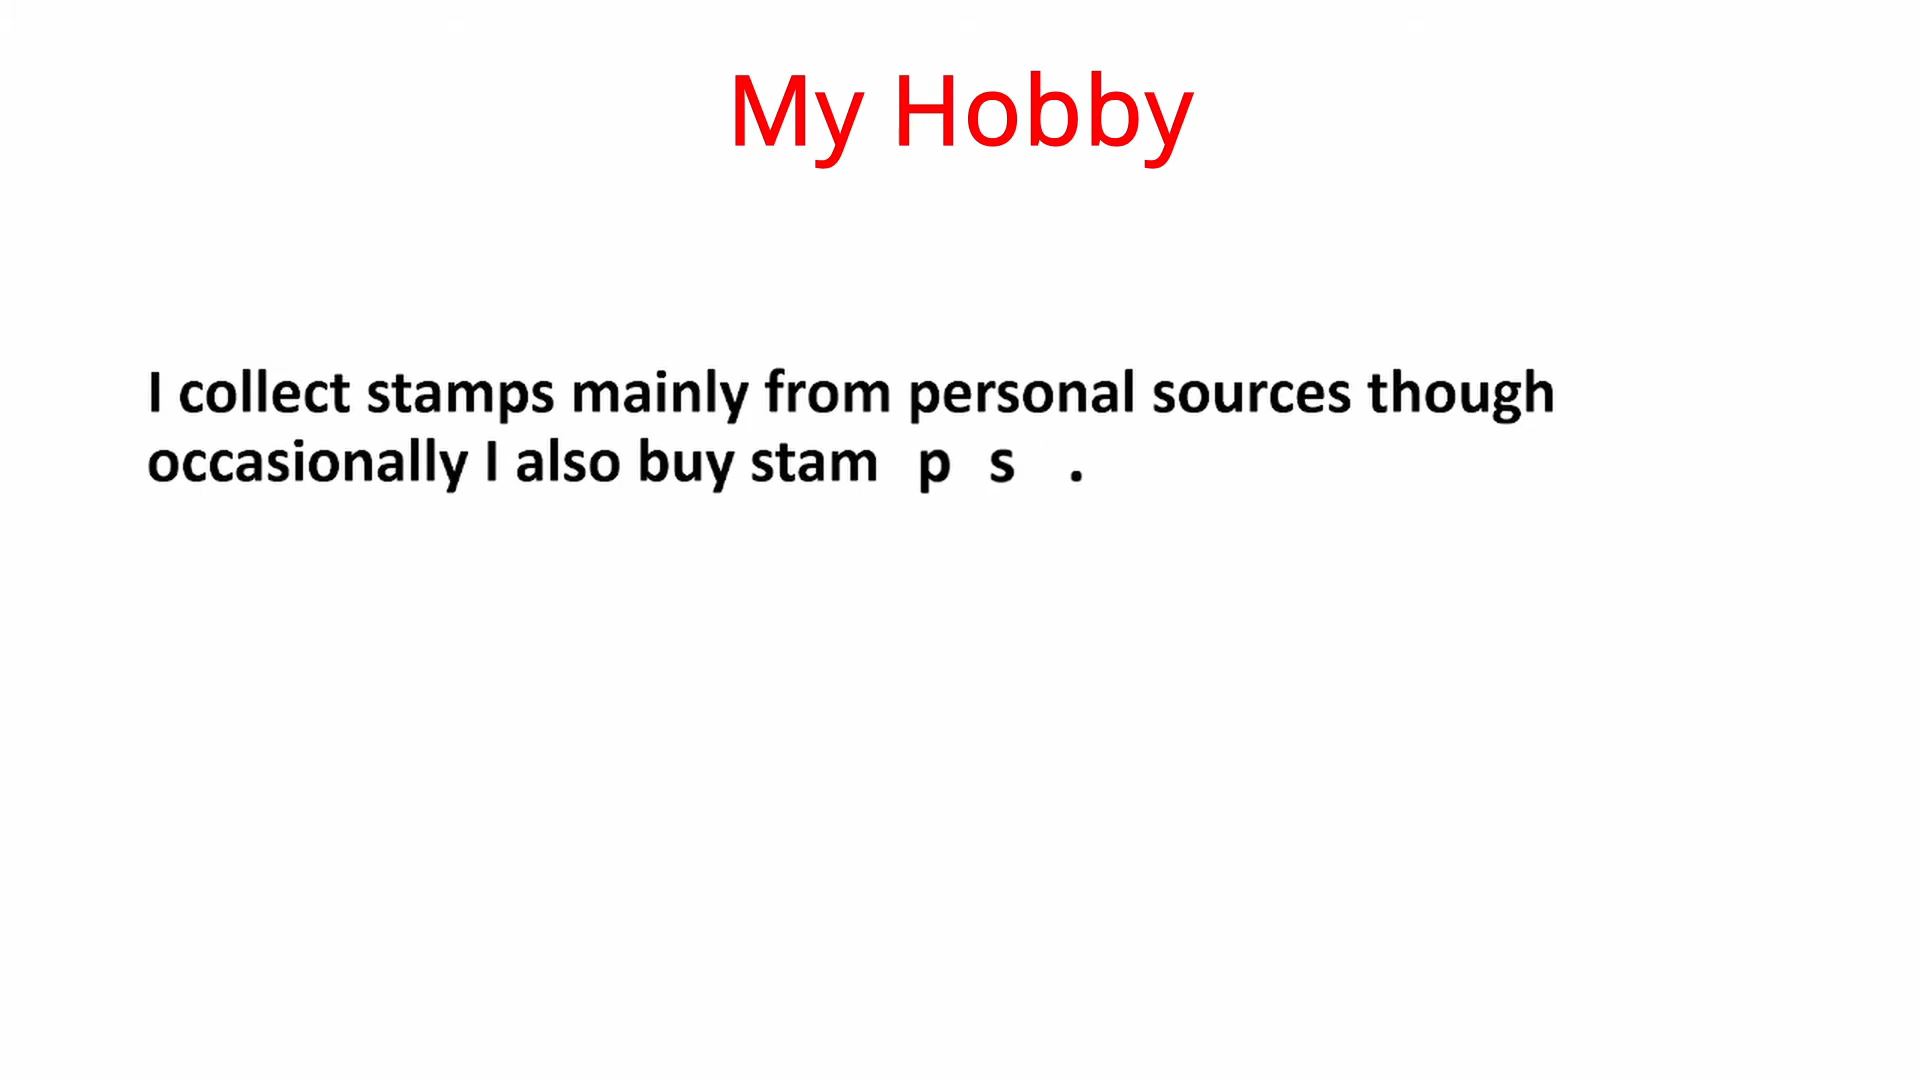 My Hobby
I collect stamps mainly from personal sources though
occasionally I also buy stam p s .